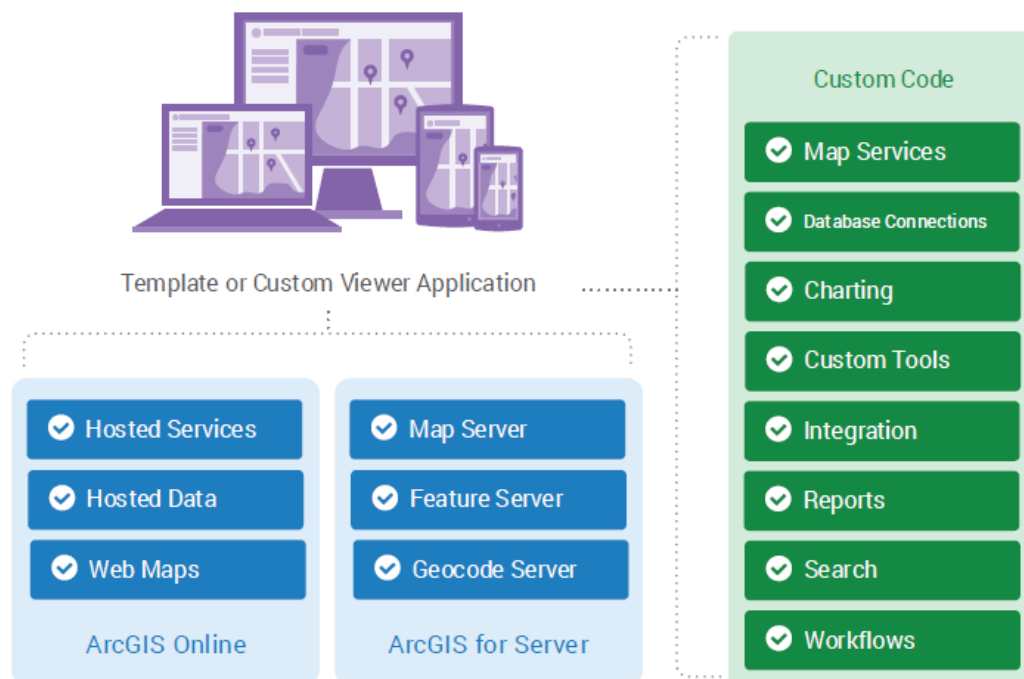 Template or Custom Viewer Application
Hosted Services
Hosted Data
Web Maps
ArcGIS Online
Map Server
Feature Server
Geocode Server
ArcGIS for Server
Custom Code
Map Services
Database Connections
Charting
Custom Tools
Integration
Reports
Search
Workflows